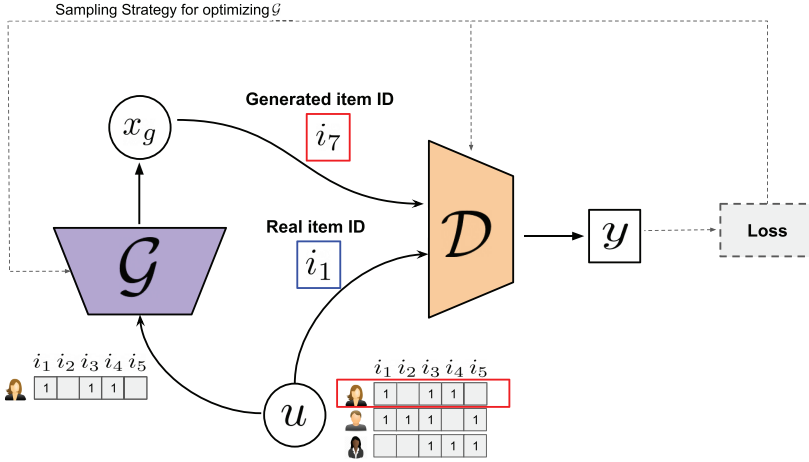 Sampling Strategy for optimizing 𝒢
Generated item ID
x_g
i_7
Real item ID
𝒢
i_1
𝒟
y
Loss
i_1 i_2 i_3 i_4 i_5
1 1 1
u
i_1 i_2 i_3 i_4 i_5
1 1 1
1 1 1 1
1 1 1